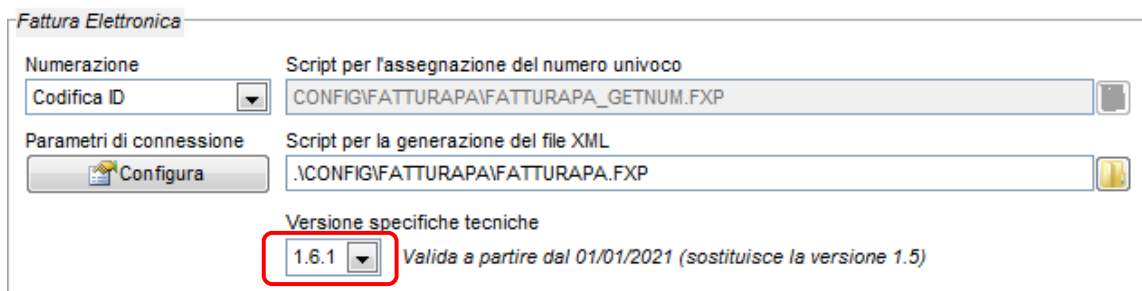 Fattura Elettronica
Numerazione
Script per l'assegnazione del numero univoco
Codifica ID
CONFIG\FATTURAPA\FATTURAPA_GETNUM.FXP
Parametri di connessione
Script per la generazione del file XML
Configura
.\CONFIG\FATTURAPA\FATTURAPA.FXP
Versione specifiche tecniche
1.6.1
Valida a partire dal 01/01/2021 (sostituisce la versione 1.5)